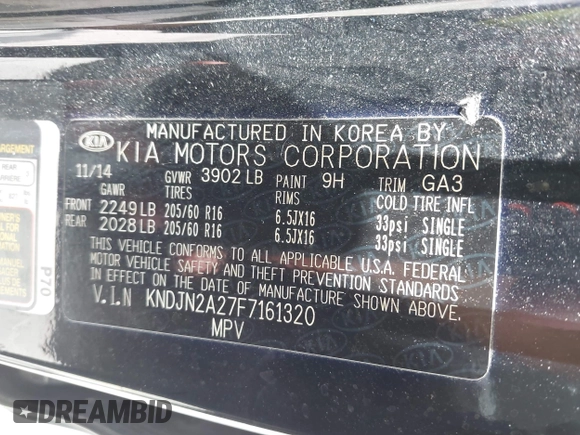 MANUFACTURED IN KOREA BY
KIA KIA MOTORS CORPORATION
11/14 GVWR 3902 LB PAINT 9H TRIM GA3
GAWR TIRES RIMS COLD TIRE INFL
FRONT 2249 LB 205/60 R16 6.5JX16 33psi SINGLE
REAR 2028 LB 205/60 R16 6.5JX16 33psi SINGLE
THIS VEHICLE CONFORMS TO ALL APPLICABLE U.S.A. FEDERAL
MOTOR VEHICLE SAFETY AND THEFT PREVENTION STANDARDS
IN EFFECT ON THE DATE OF MANUFACTURE SHOWN ABOVE.
V.I.N KNDJN2A27F7161320
MPV
P70
DREAMBID